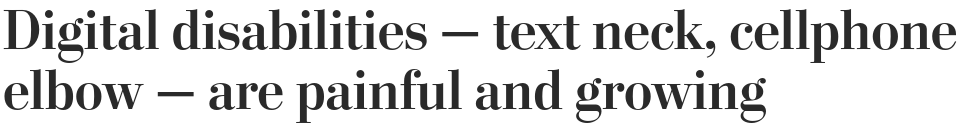 Digital disabilities — text neck, cellphone
elbow — are painful and growing